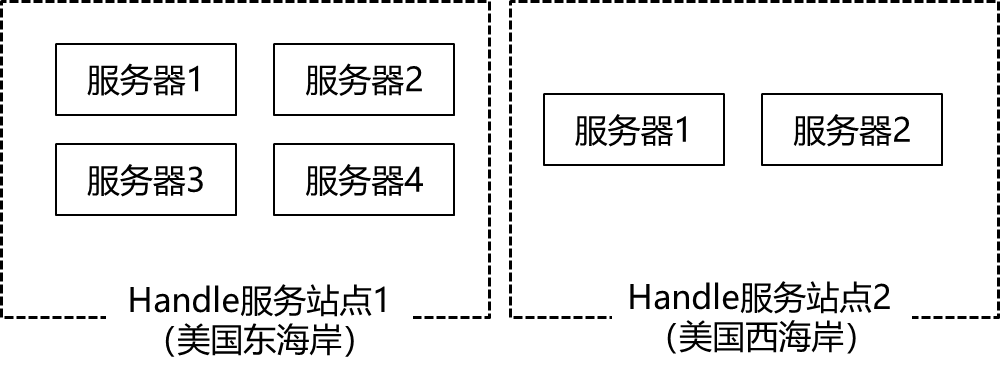 服务器1
服务器2
服务器3
服务器4
Handle服务站点1
（美国东海岸）
服务器1
服务器2
Handle服务站点2
（美国西海岸）